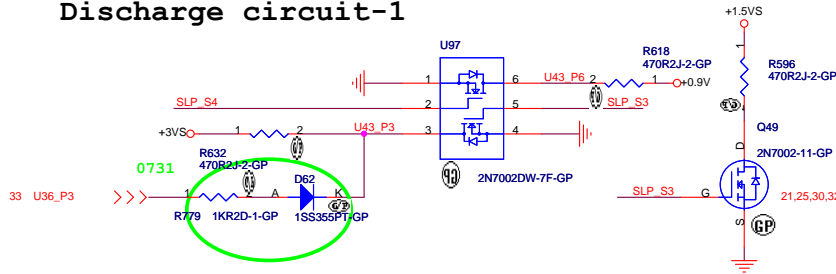 Discharge circuit-1
+1.5VS
U97
R618
470R2J-2-GP
R596
470R2J-2-GP
1
1
6
U43_P6
2
1
+0.9V
SLP_S4
2
5
SLP_S3
2
+3VS
1
2
U43_P3
3
4
Q49
2N7002-11-GP
R632
470R2J-2-GP
0731
D
2N7002DW-7F-GP
D62
33
U36_P3
1
2
A
K
SLP_S3
G
21,25,30,32
R779
1KR2D-1-GP
1SS355PT-GP
S
GP